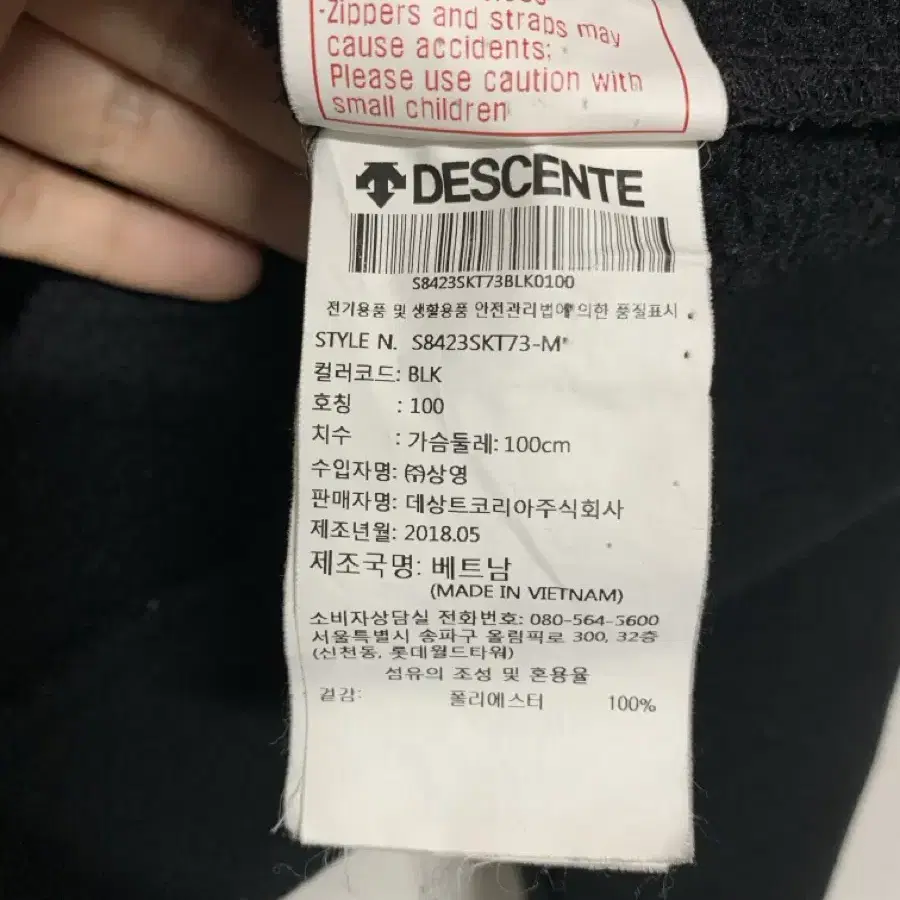 -Zippers and straps may
cause accidents;
Please use caution with
small children
DESCENTE
S8423SKT73BLK0100
전기용품 및 생활용품 안전관리법에 의한 품질표시
STYLE N. S8423SKT73-M
컬러코드: BLK
호칭 : 100
치수 : 가슴둘레: 100cm
수입자명: ㈜상영
판매자명: 데상트코리아주식회사
제조년월: 2018.05
제조국명: 베트남
(MADE IN VIETNAM)
소비자상담실 전화번호: 080-564-5600
서울특별시 송파구 올림픽로 300, 32층
(신천동, 롯데월드타워)
섬유의 조성 및 혼용율
겉감: 폴리에스터 100%